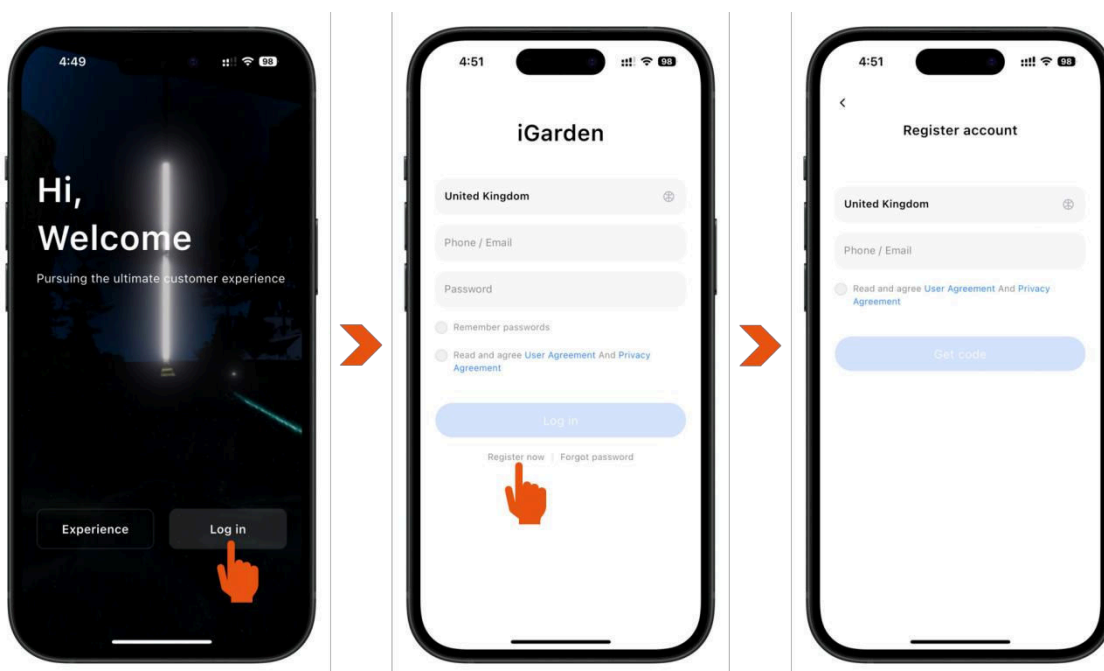 4:49
98
Hi,
Welcome
Pursuing the ultimate customer experience
Experience
Log in
4:51
98
iGarden
United Kingdom
Phone / Email
Password
Remember passwords
Read and agree User Agreement And Privacy
Agreement
Log in
Register now | Forgot password
4:51
98
Register account
United Kingdom
Phone / Email
Read and agree User Agreement And Privacy
Agreement
Get code